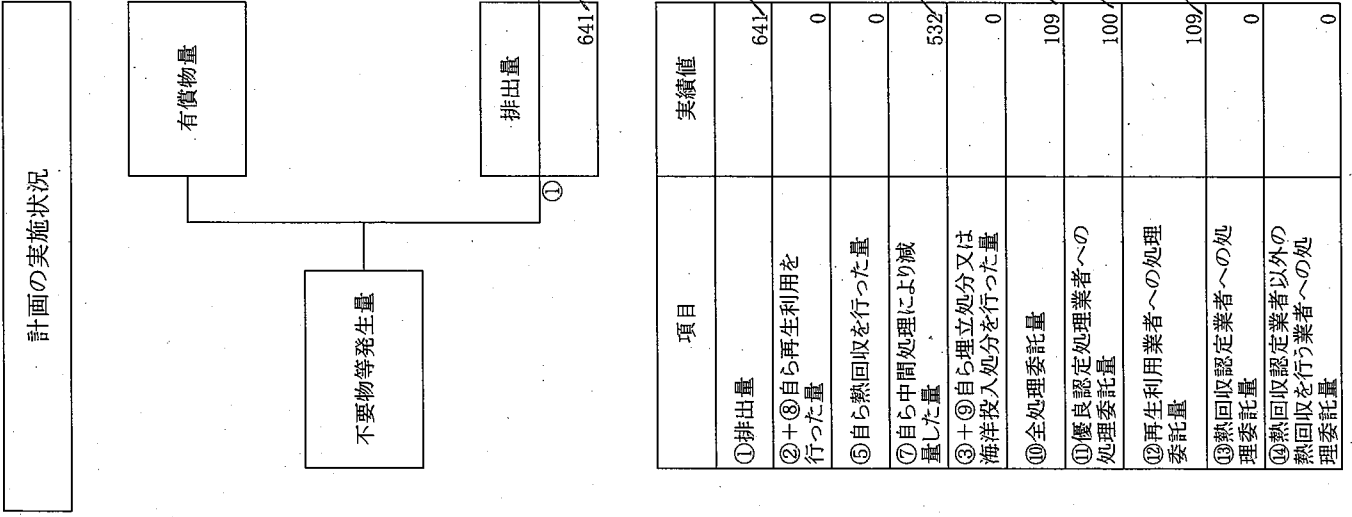 計画の実施状況
有償物量
不要物等発生量
①
排出量
641
項目
実績値
①排出量
641
②+⑧自ら再生利用を
行った量
0
⑤自ら熱回収を行った量
0
⑦自ら中間処理により減
量した量
532
③+⑨自ら埋立処分又は
海洋投入処分を行った量
0
⑩全処理委託量
109
⑪優良認定処理業者への
処理委託量
100
⑫再生利用業者への処理
委託量
109
⑬熱回収認定業者への処
理委託量
0
⑭熱回収認定業者以外の
熱回収を行う業者への処
理委託量
0